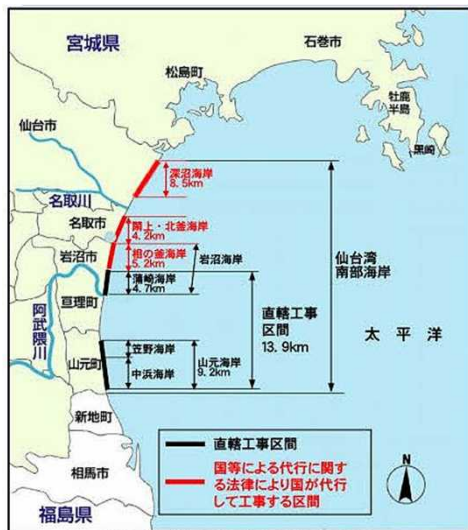 宮城県
石巻市
松島町
牡鹿
半島
黒崎
仙台市
深沼海岸
8.5km
名取川
名取市
閖上・北釜海岸
4.2km
相の釜海岸
5.2km
岩沼海岸
岩沼市
蒲崎海岸
4.7km
仙台湾
南部海岸
亘理町
阿武隈川
直轄工事
区間
13.9km
太平洋
笠野海岸
山元海岸
9.2km
中浜海岸
山元町
新地町
相馬市
福島県
直轄工事区間
国等による代行に関す
る法律により国が代行
して工事する区間
N